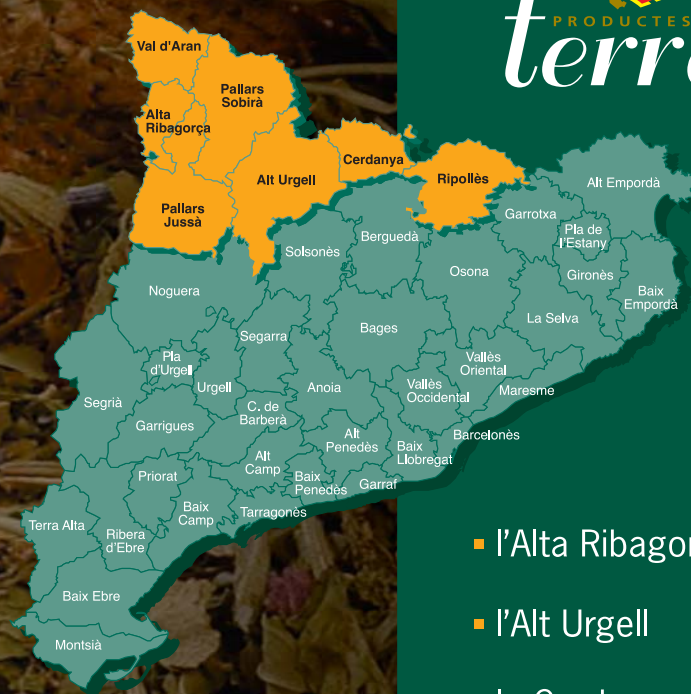 PRODUCTES
Val d'Aran
Pallars
Sobirà
Alta
Ribagorça
Cerdanya
Alt Urgell
Ripollès
Pallars
Jussà
Alt Empordà
Garrotxa
Pla de
l'Estany
Berguedà
Solsonès
Osona
Gironès
Baix
Empordà
Noguera
La Selva
Bages
Segarra
Pla
d'Urgell
Vallès
Oriental
Urgell
Anoia
Vallès
Occidental
Maresme
Segrià
C. de
Barberà
Garrigues
Alt
Penedès
Baix
Llobregat
Barcelonès
Alt
Camp
Priorat
Baix
Penedès
Garraf
Baix
Camp
Tarragonès
Terra Alta
Ribera
d'Ebre
Baix Ebre
Montsià
▪ l'Alta Ribagor
▪ l'Alt Urgell